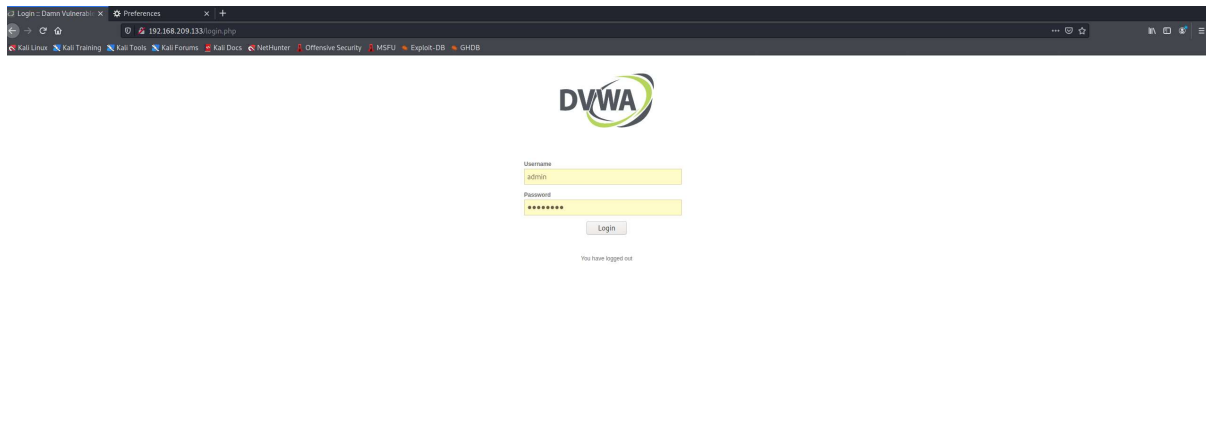 Login :: Damn Vulnerable
Preferences
192.168.209.133/login.php
Kali Linux
Kali Training
Kali Tools
Kali Forums
Kali Docs
NetHunter
Offensive Security
MSFU
Exploit-DB
GHDB
DVWA
Username
admin
Password
Login
You have logged out